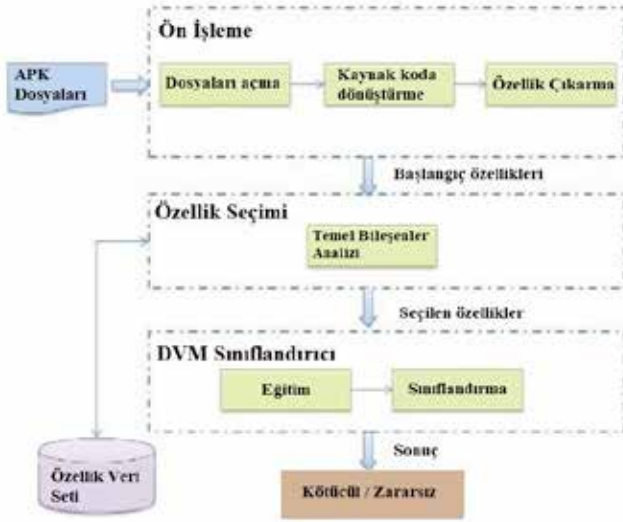 Ön İşleme
APK
Dosyaları
Dosyaları açma
Kaynak koda
dönüştürme
Özellik Çıkarma
Başlangıç özellikleri
Özellik Seçimi
Temel Bileşenler
Analizi
Seçilen özellikler
DVM Sınıflandırıcı
Eğitim
Sınıflandırma
Sonuç
Özellik Veri
Seti
Kötücül / Zararsız